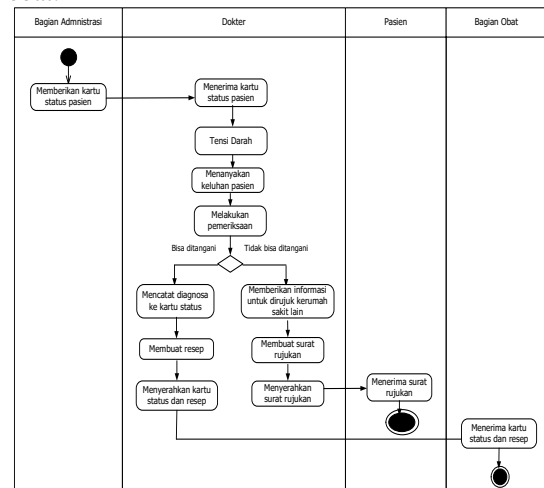 Bagian Admnistrasi
Dokter
Pasien
Bagian Obat
Memberikan kartu
status pasien
Menerima kartu
status pasien
Tensi Darah
Menanyakan
keluhan pasien
Melakukan
pemeriksaan
Bisa ditangani
Tidak bisa ditangani
Mencatat diagnosa
ke kartu status
Memberikan informasi
untuk dirujuk kerumah
sakit lain
Membuat resep
Membuat surat
rujukan
Menyerahkan kartu
status dan resep
Menyerahkan
surat rujukan
Menerima surat
rujukan
Menerima kartu
status dan resep